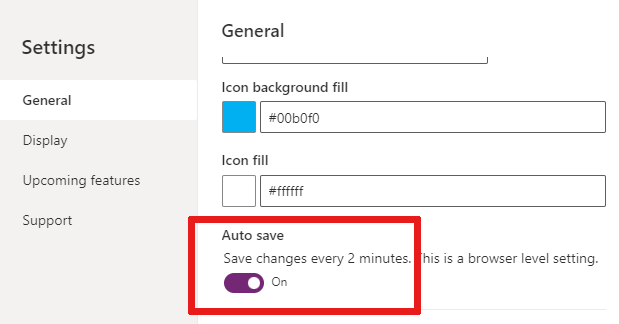 Settings
General
Display
Upcoming features
Support
General
Icon background fill
#00b0f0
Icon fill
#ffffff
Auto save
Save changes every 2 minutes. This is a browser level setting.
On